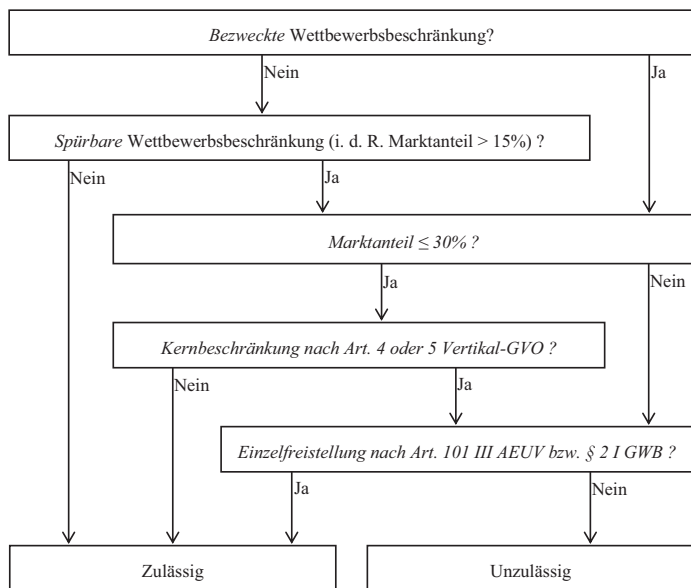 Bezweckte Wettbewerbsbeschränkung?
Nein
Ja
Spürbare Wettbewerbsbeschränkung (i. d. R. Marktanteil > 15%) ?
Nein
Ja
Marktanteil ≤ 30% ?
Ja
Nein
Kernbeschränkung nach Art. 4 oder 5 Vertikal-GVO ?
Nein
Ja
Einzelfreistellung nach Art. 101 III AEUV bzw. § 2 I GWB ?
Ja
Nein
Zulässig
Unzulässig